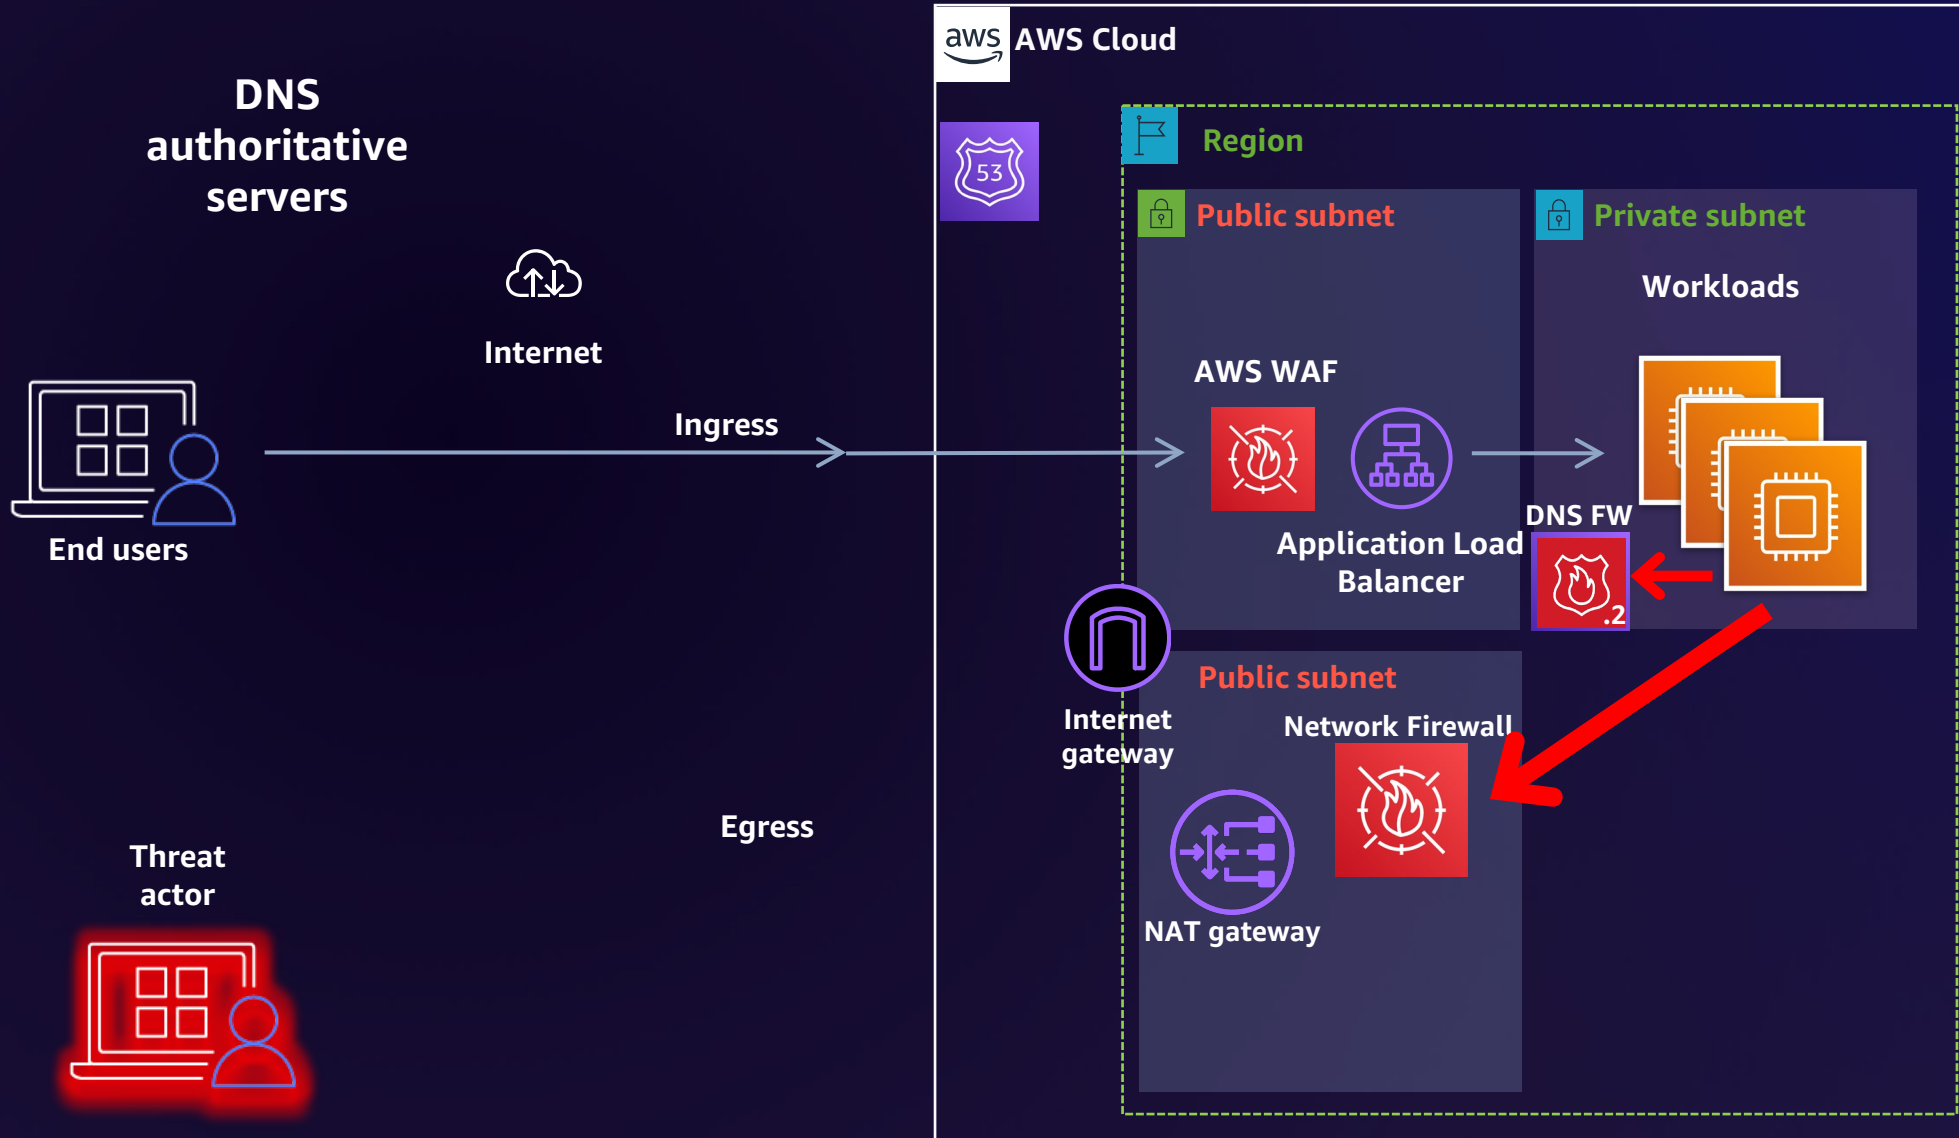 aws
AWS Cloud
DNS
authoritative
servers
53
Region
Public subnet
Private subnet
Workloads
Internet
AWS WAF
Ingress
End users
Application Load
Balancer
DNS FW
.2
Internet
gateway
Public subnet
Network Firewall
NAT gateway
Egress
Threat
actor